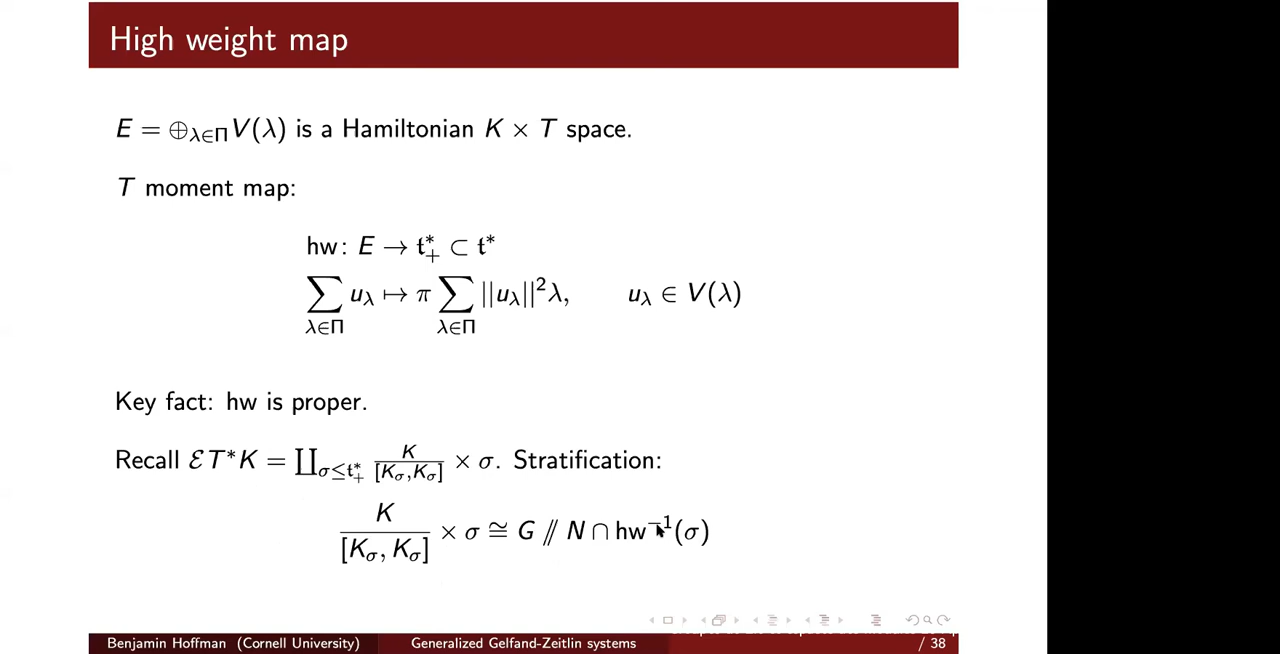 High weight map
E = ⊕_{λ∈Π} V(λ) is a Hamiltonian K × T space.
T moment map:
hw: E → 𝔱*₊ ⊂ 𝔱*
∑_{λ∈Π} u_λ ↦ π ∑_{λ∈Π} ||u_λ||²λ, u_λ ∈ V(λ)
Key fact: hw is proper.
Recall ℰT*K = ∐_{σ≤𝔱*₊} K/[K_σ,K_σ] × σ. Stratification:
K/[K_σ, K_σ] × σ ≅ G ⫽ N ∩ hw⁻¹(σ)
Benjamin Hoffman (Cornell University) Generalized Gelfand-Zeitlin systems / 38